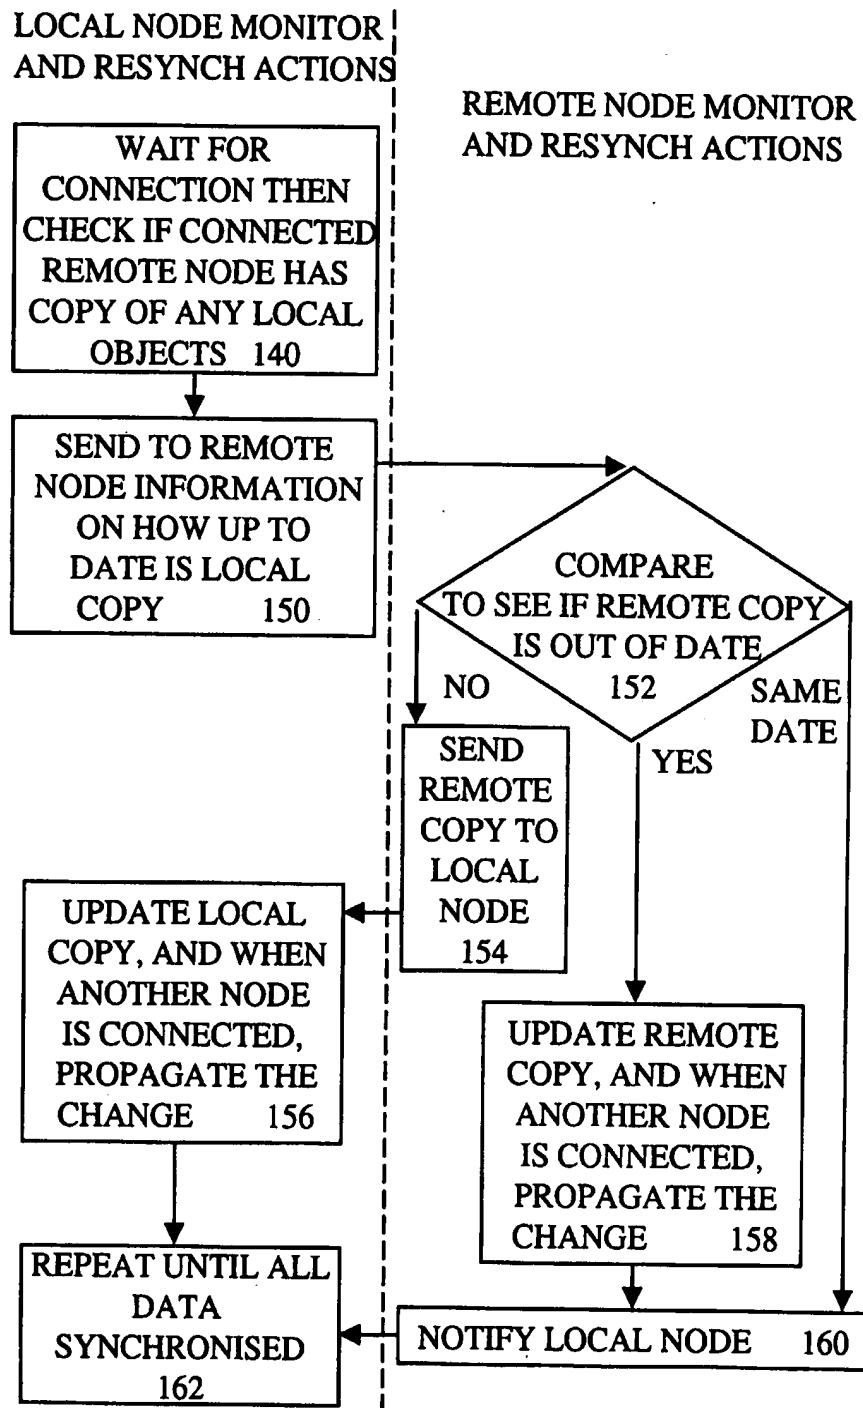 LOCAL NODE MONITOR
AND RESYNCH ACTIONS
REMOTE NODE MONITOR
AND RESYNCH ACTIONS
WAIT FOR
CONNECTION THEN
CHECK IF CONNECTED
REMOTE NODE HAS
COPY OF ANY LOCAL
OBJECTS 140
SEND TO REMOTE
NODE INFORMATION
ON HOW UP TO
DATE IS LOCAL
COPY 150
COMPARE
TO SEE IF REMOTE COPY
IS OUT OF DATE
152
NO
YES
SAME
DATE
SEND
REMOTE
COPY TO
LOCAL
NODE
154
UPDATE LOCAL
COPY, AND WHEN
ANOTHER NODE
IS CONNECTED,
PROPAGATE THE
CHANGE 156
UPDATE REMOTE
COPY, AND WHEN
ANOTHER NODE
IS CONNECTED,
PROPAGATE THE
CHANGE 158
REPEAT UNTIL ALL
DATA
SYNCHRONISED
162
NOTIFY LOCAL NODE 160